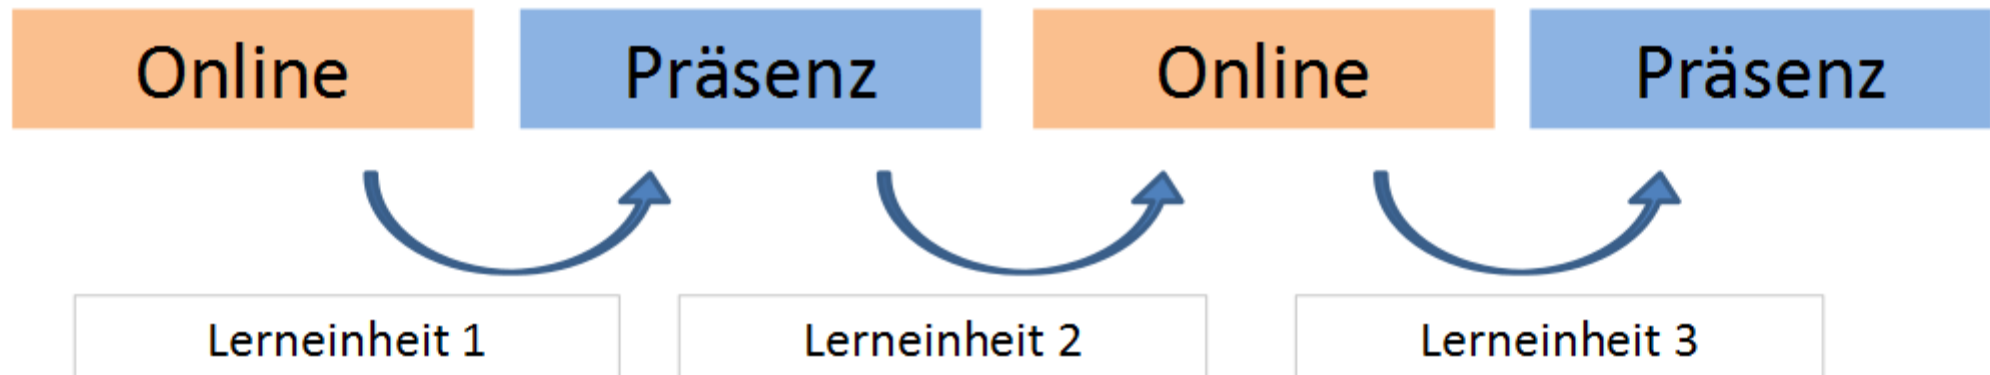 Online
Präsenz
Online
Präsenz
Lerneinheit 1
Lerneinheit 2
Lerneinheit 3